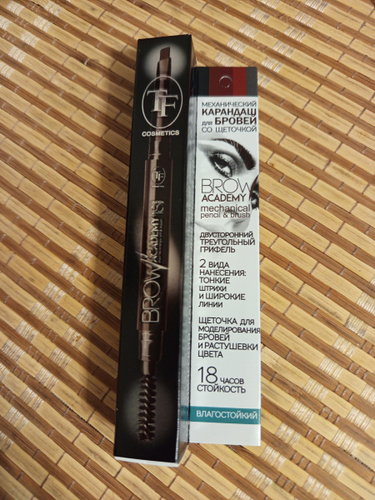 TF
COSMETICS
TF
BROW
ACADEMY
МЕХАНИЧЕСКИЙ
КАРАНДАШ
для БРОВЕЙ
СО ЩЕТОЧКОЙ
BROW
ACADEMY
mechanical
pencil & brush
ДВУСТОРОННИЙ
ТРЕУГОЛЬНЫЙ
ГРИФЕЛЬ
2 ВИДА
НАНЕСЕНИЯ:
ТОНКИЕ
ШТРИХИ
И ШИРОКИЕ
ЛИНИИ
ЩЕТОЧКА ДЛЯ
МОДЕЛИРОВАНИЯ
БРОВЕЙ
И РАСТУШЕВКИ
ЦВЕТА
18 ЧАСОВ
СТОЙКОСТЬ
ВЛАГОСТОЙКИЙ